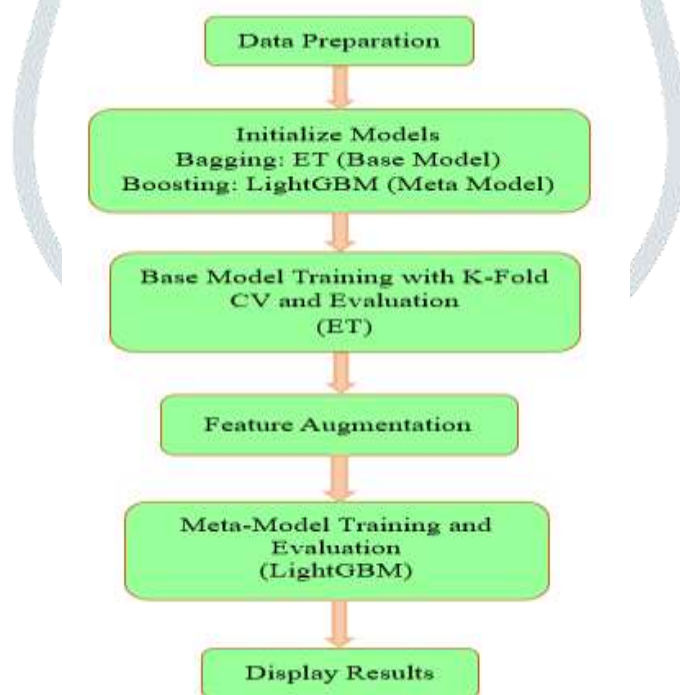 Data Preparation
Initialize Models
Bagging: ET (Base Model)
Boosting: LightGBM (Meta Model)
Base Model Training with K-Fold
CV and Evaluation
(ET)
Feature Augmentation
Meta-Model Training and
Evaluation
(LightGBM)
Display Results